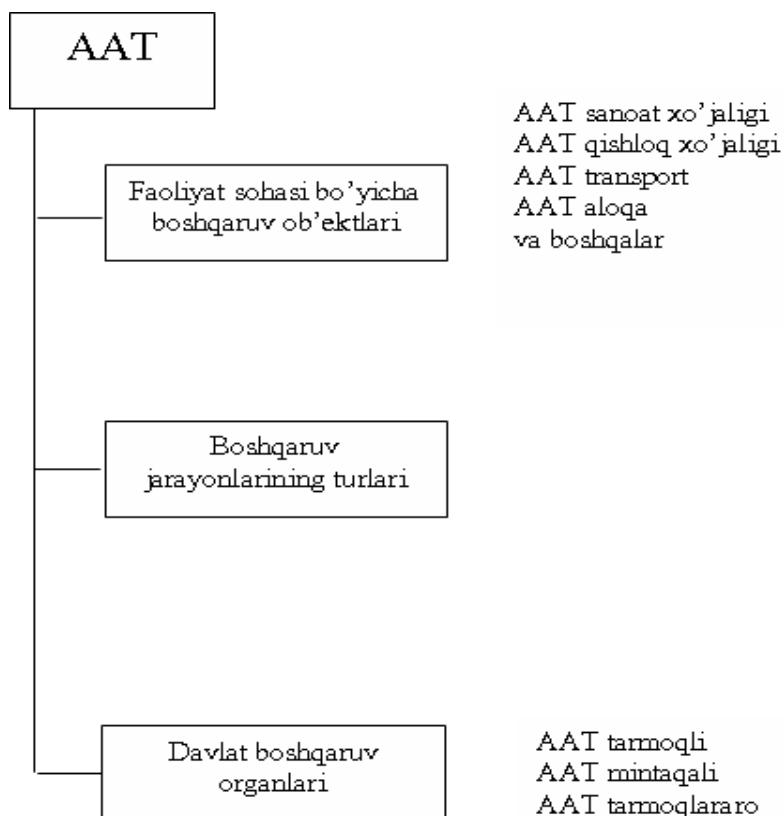 AAT
Faoliyat sohasi bo’yicha
boshqaruv ob’ektlari
AAT sanoat xo’jaligi
AAT qishloq xo’jaligi
AAT transport
AAT aloqa
va boshqalar
Boshqaruv
jarayonlarining turlari
Davlat boshqaruv
organlari
AAT tarmoqli
AAT mintaqali
AAT tarmoqlararo